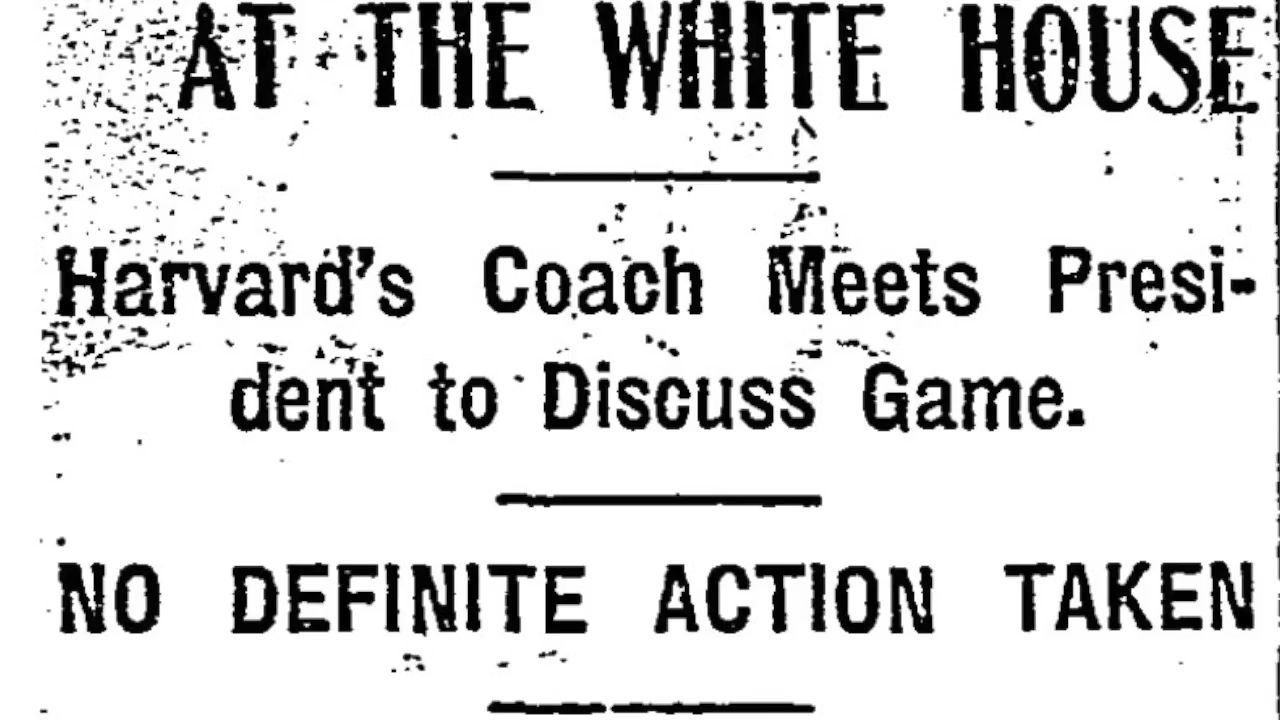 AT THE WHITE HOUSE
Harvard's Coach Meets Presi-
dent to Discuss Game.
NO DEFINITE ACTION TAKEN